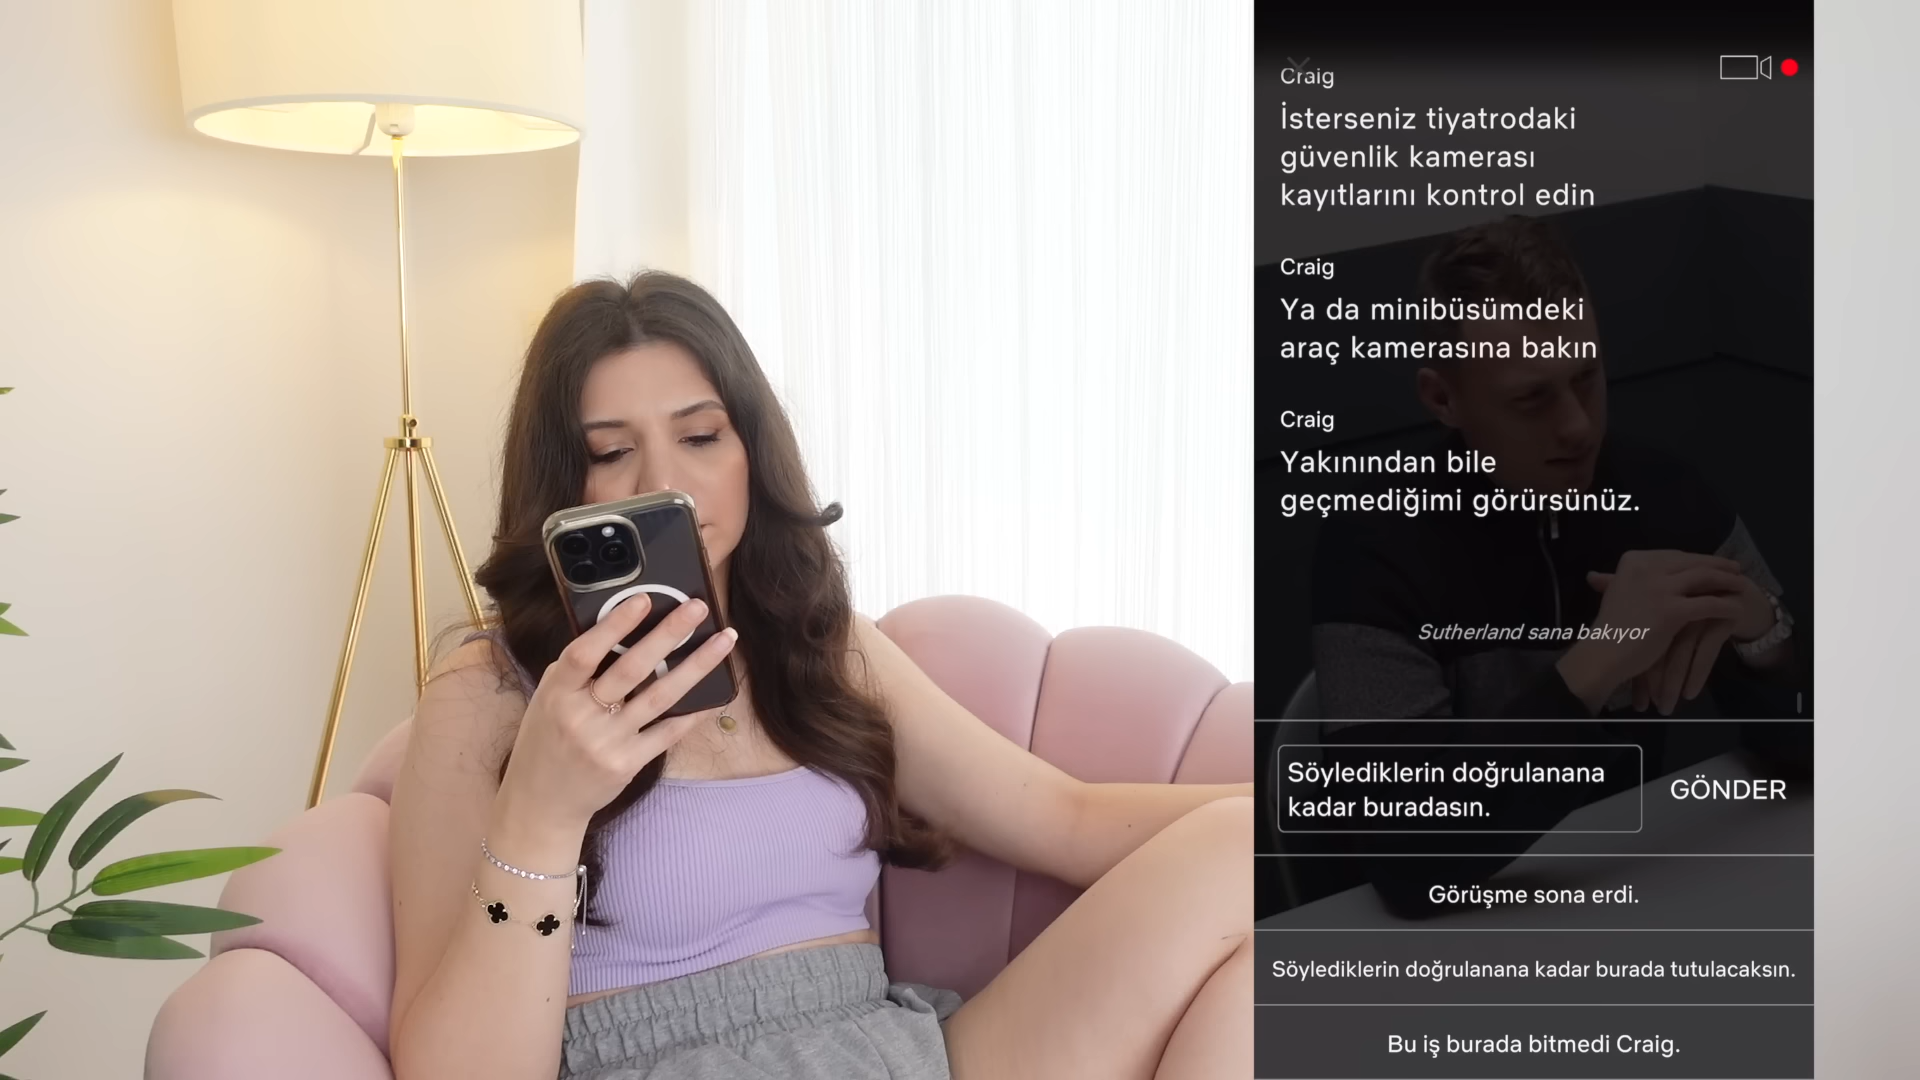 Craig
İsterseniz tiyatrodaki
güvenlik kamerası
kayıtlarını kontrol edin
Craig
Ya da minibüsümdeki
araç kamerasına bakın
Craig
Yakınından bile
geçmediğimi görürsünüz.
Sutherland sana bakıyor
Söylediklerin doğrulanana
kadar buradasın.
GÖNDER
Görüşme sona erdi.
Söylediklerin doğrulanana kadar burada tutulacaksın.
Bu iş burada bitmedi Craig.